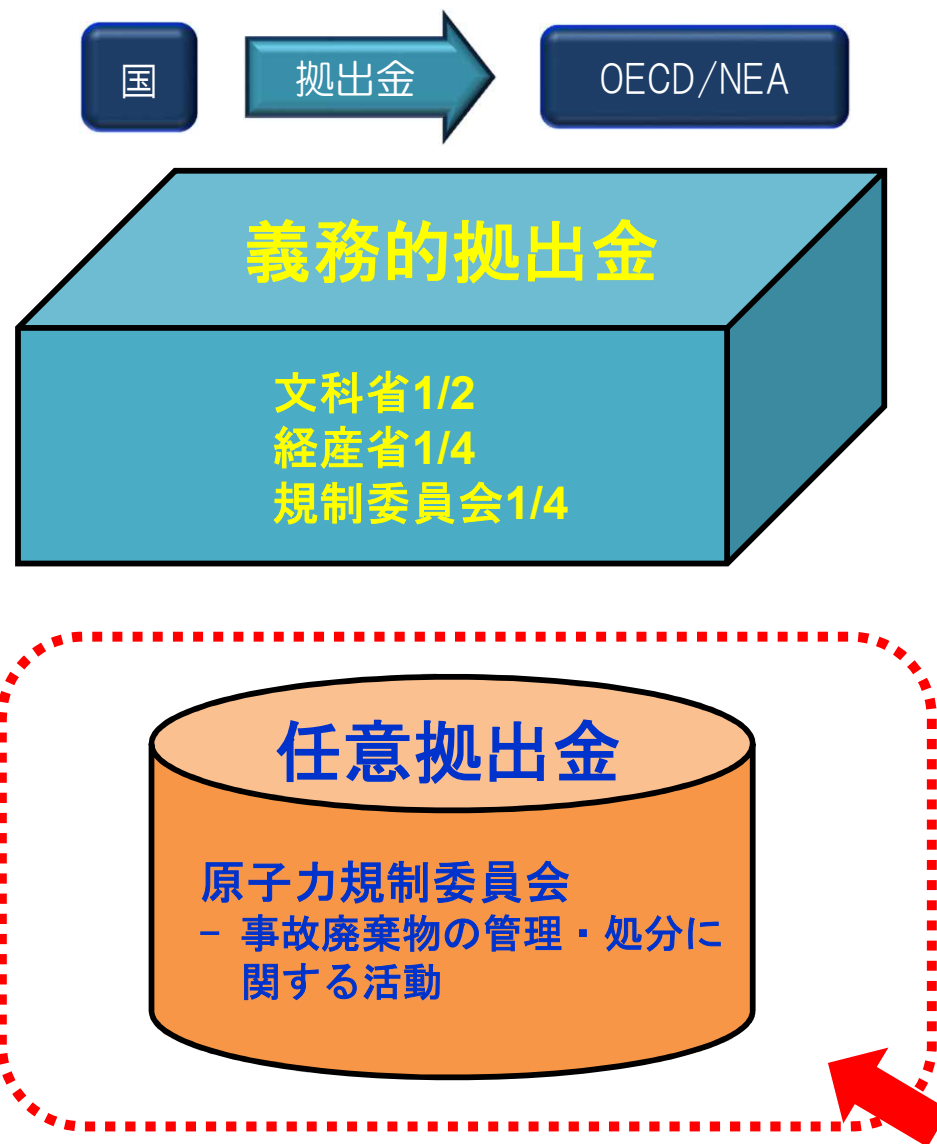 国
拠出金
OECD/NEA
義務的拠出金
文科省1/2
経産省1/4
規制委員会1/4
任意拠出金
原子力規制委員会
– 事故廃棄物の管理・処分に
関する活動